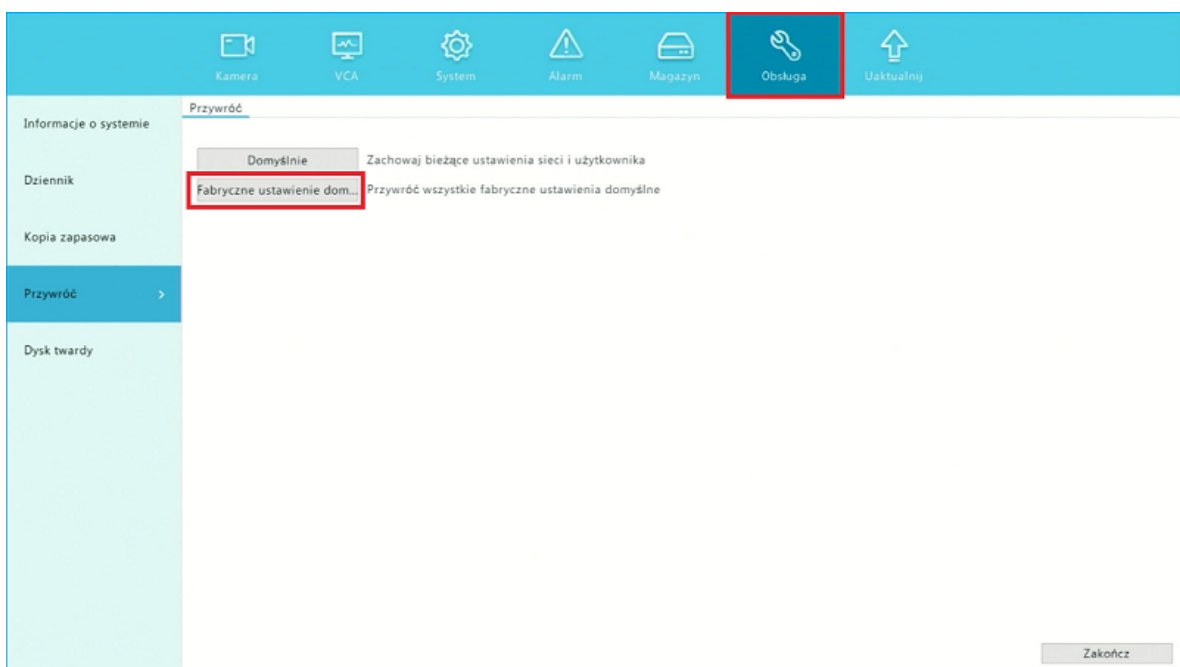 Kamera
VCA
System
Alarm
Magazyn
Obsługa
Uaktualnij
Informacje o systemie
Dziennik
Kopia zapasowa
Przywróć
Dysk twardy
Przywróć
Domyślnie
Zachowaj bieżące ustawienia sieci i użytkownika
Fabryczne ustawienie dom...
Przywróć wszystkie fabryczne ustawienia domyślne
Zakończ